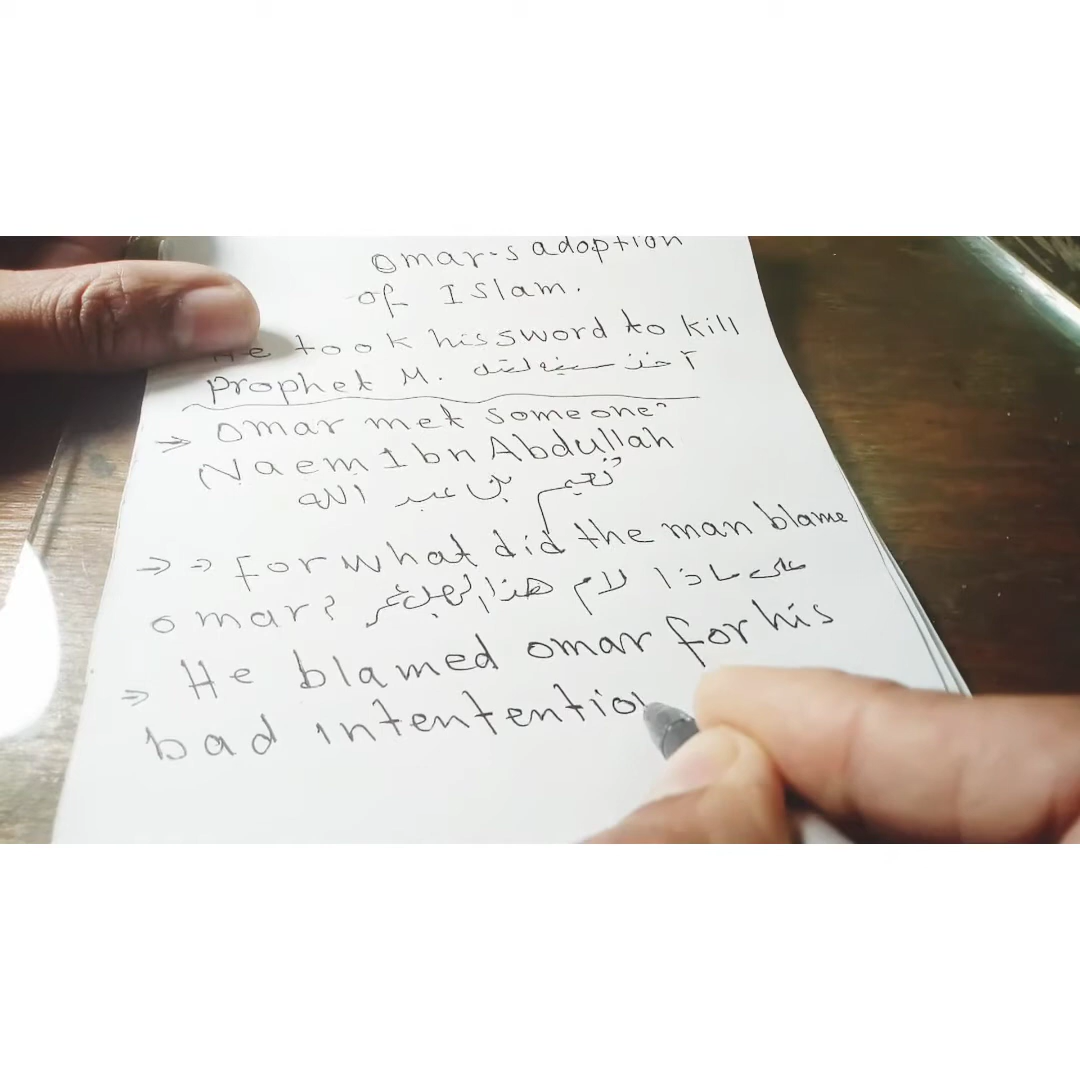 Omar's adoption
of Islam.
He took his sword to kill
Prophet M. أخذ سيفه لقتله
Omar met someone
Naem Ibn Abdullah
نعيم بن عبد الله
For what did the man blame
omar? على ماذا لام هذا الرجل عمر
He blamed omar for his
bad intentention